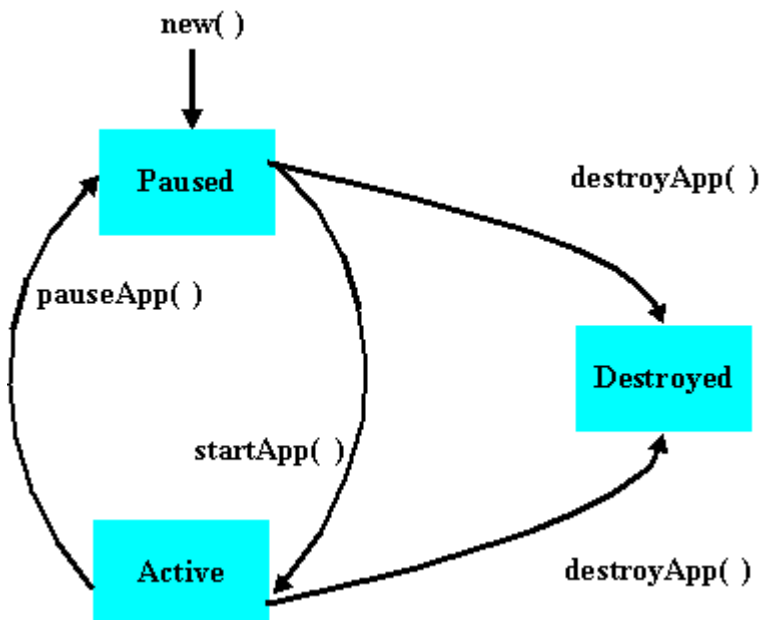 new( )
Paused
destroyApp( )
pauseApp( )
Destroyed
startApp( )
Active
destroyApp( )